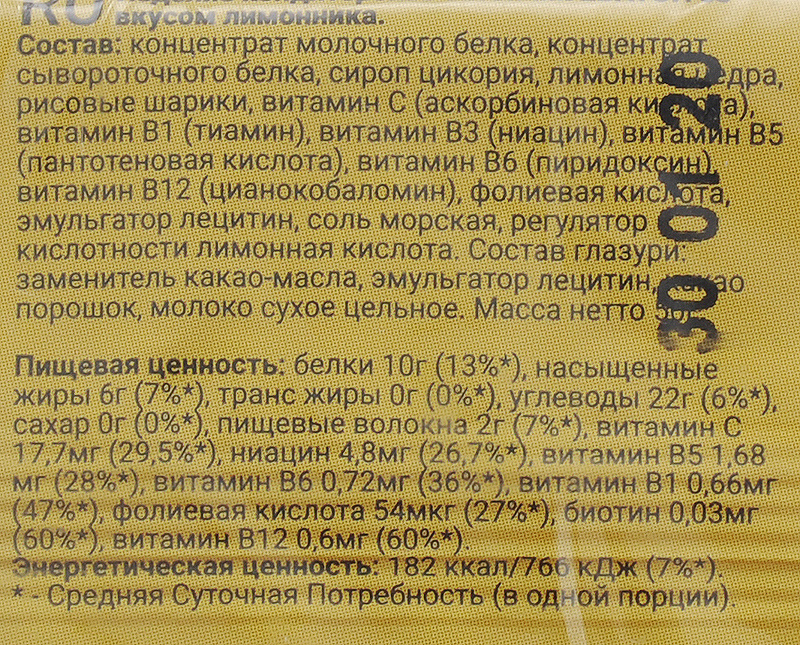 RU
вкусом лимонника.
Состав: концентрат молочного белка, концентрат
сывороточного белка, сироп цикория, лимонная цедра,
рисовые шарики, витамин С (аскорбиновая кислота),
витамин В1 (тиамин), витамин В3 (ниацин), витамин В5
(пантотеновая кислота), витамин В6 (пиридоксин),
витамин В12 (цианокобаломин), фолиевая кислота,
эмульгатор лецитин, соль морская, регулятор
кислотности лимонная кислота. Состав глазури:
заменитель какао-масла, эмульгатор лецитин, какао
порошок, молоко сухое цельное. Масса нетто 50г
30 01 20
Пищевая ценность: белки 10г (13%*), насыщенные
жиры 6г (7%*), транс жиры 0г (0%*), углеводы 22г (6%*),
сахар 0г (0%*), пищевые волокна 2г (7%*), витамин С
17,7мг (29,5%*), ниацин 4,8мг (26,7%*), витамин В5 1,68
мг (28%*), витамин В6 0,72мг (36%*), витамин В1 0,66мг
(47%*), фолиевая кислота 54мкг (27%*), биотин 0,03мг
(60%*), витамин В12 0,6мг (60%*).
Энергетическая ценность: 182 ккал/766 кДж (7%*).
* - Средняя Суточная Потребность (в одной порции).